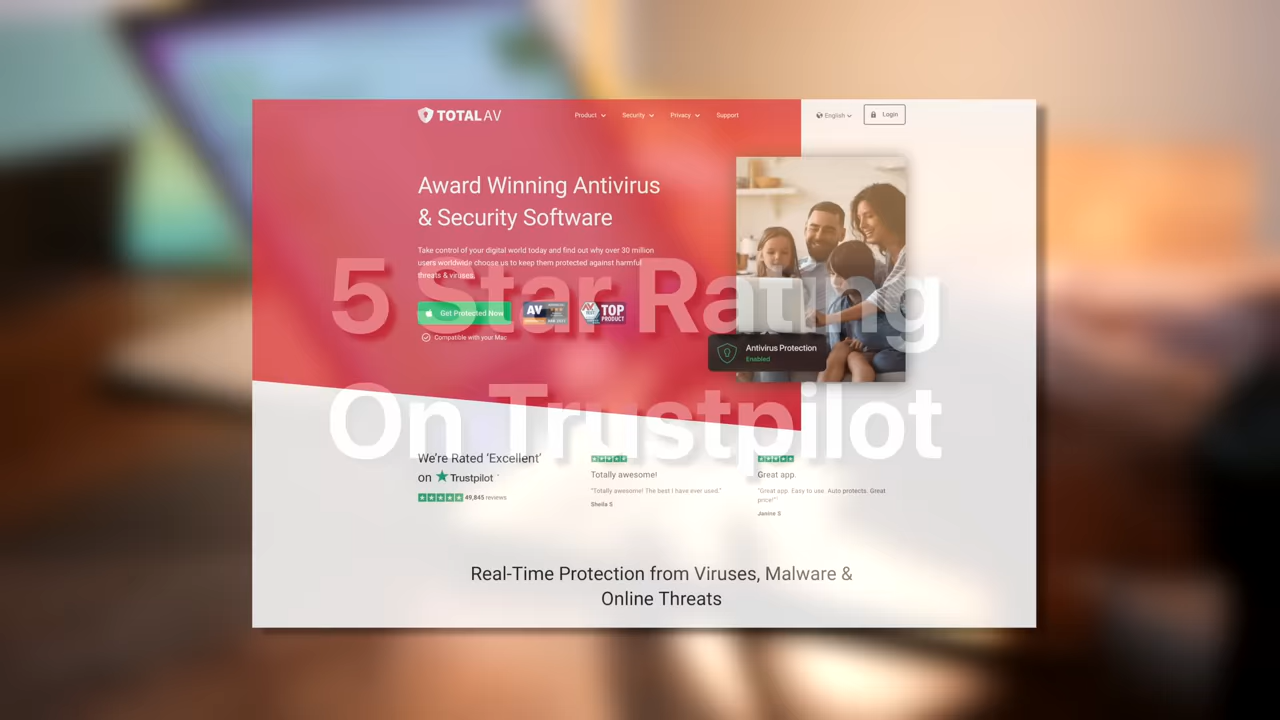 TOTALAV
Product
Security
Privacy
Support
English
Login
Award Winning Antivirus
& Security Software
Take control of your digital world today and find out why over 30 million
users worldwide choose us to keep them protected against harmful
threats & viruses.
5 Star Rating
Get Protected Now
AV
TOP
PRODUCT
Compatible with your Mac
Antivirus Protection
Enabled
On Trustpilot
We're Rated 'Excellent'
on Trustpilot
49,845 reviews
Totally awesome!
"Totally awesome! The best I have ever used."
Sheila S
Great app.
"Great app. Easy to use. Auto protects. Great
price!"
Janine S
Real-Time Protection from Viruses, Malware &
Online Threats